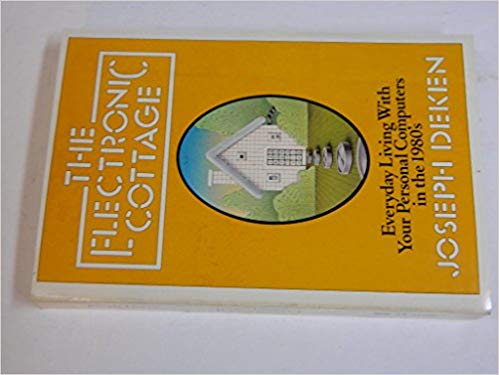 THE
ELECTRONIC
COTTAGE
Everyday Living With
Your Personal Computers
in the 1980s
JOSEPH DEKEN